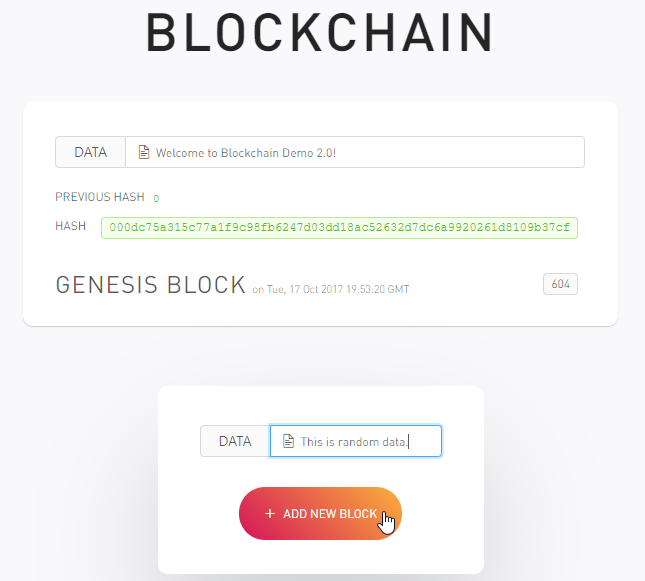 BLOCKCHAIN
DATA Welcome to Blockchain Demo 2.0!
PREVIOUS HASH 0
HASH 000dc75a315c77a1f9c98fb6247d03dd18ac52632d7dc6a9920261d8109b37cf
GENESIS BLOCK on Tue, 17 Oct 2017 19:53:20 GMT 604
DATA This is random data.
+ ADD NEW BLOCK